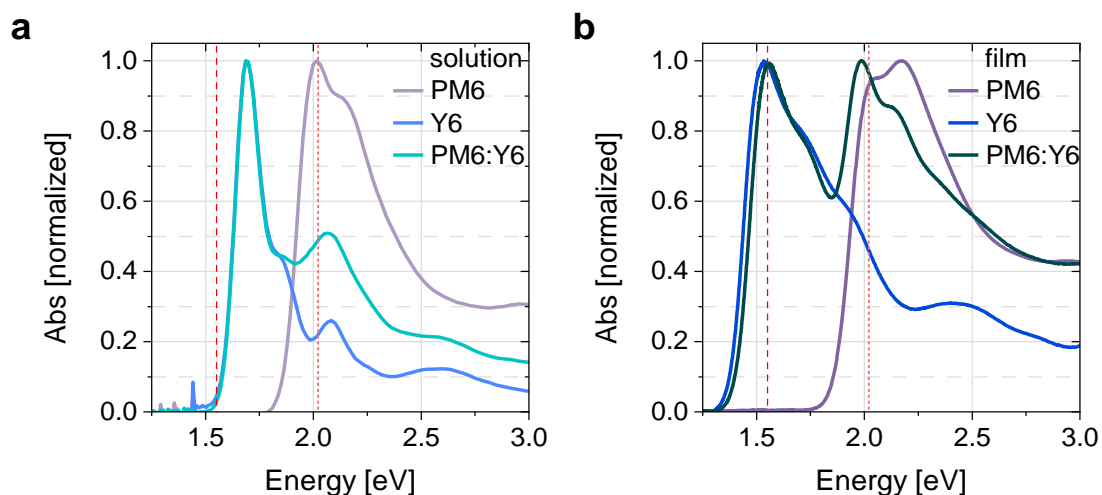 a
solution
PM6
Y6
PM6:Y6
1.0
0.8
0.6
0.4
0.2
0.0
Abs [normalized]
1.5 2.0 2.5 3.0
Energy [eV]
b
film
PM6
Y6
PM6:Y6
1.0
0.8
0.6
0.4
0.2
0.0
Abs [normalized]
1.5 2.0 2.5 3.0
Energy [eV]